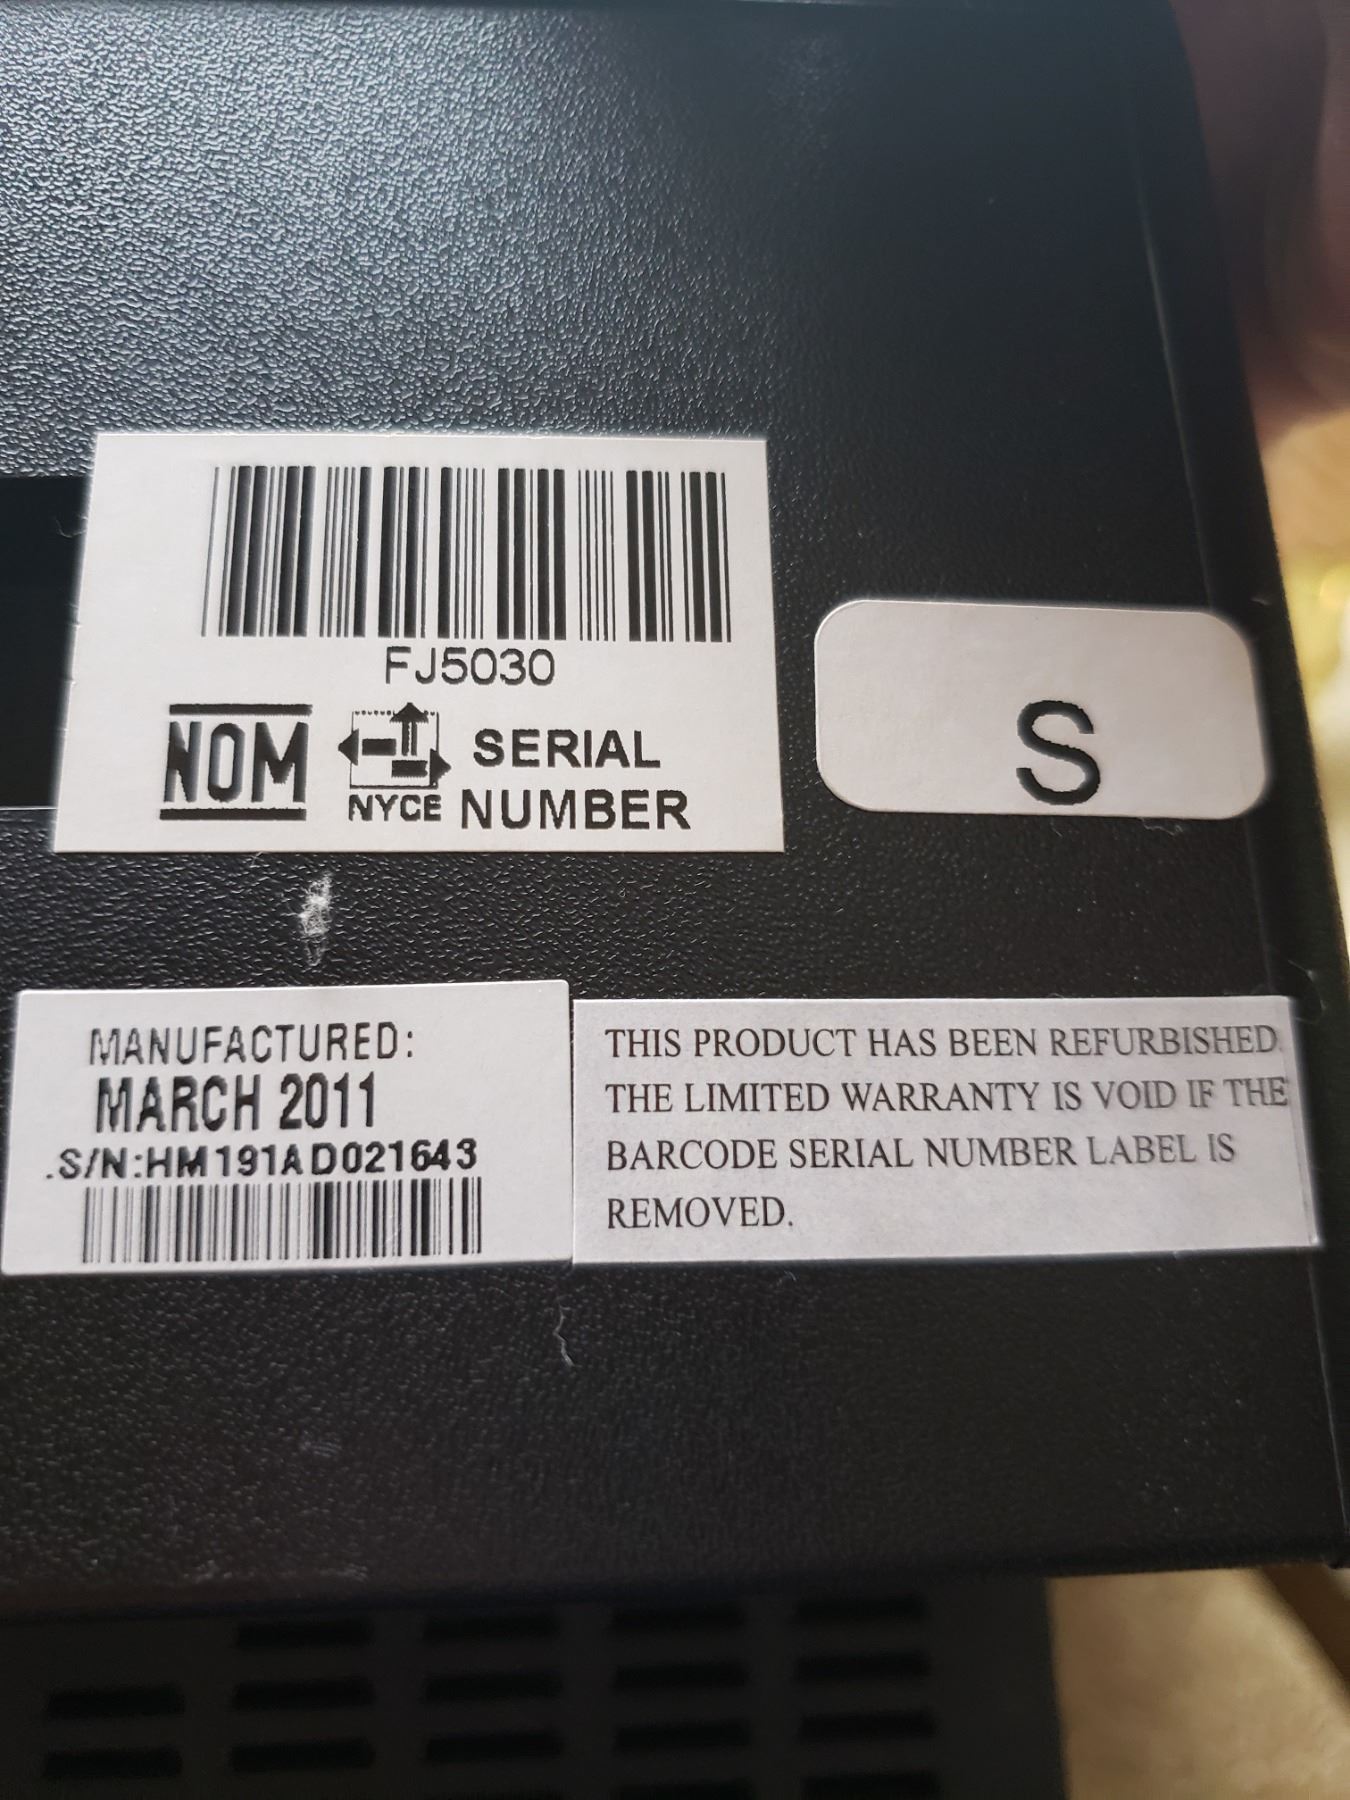 FJ5030
NOM
NYCE
SERIAL
NUMBER
S
MANUFACTURED:
MARCH 2011
.S/N:HM191AD021643
THIS PRODUCT HAS BEEN REFURBISHED.
THE LIMITED WARRANTY IS VOID IF THE
BARCODE SERIAL NUMBER LABEL IS
REMOVED.